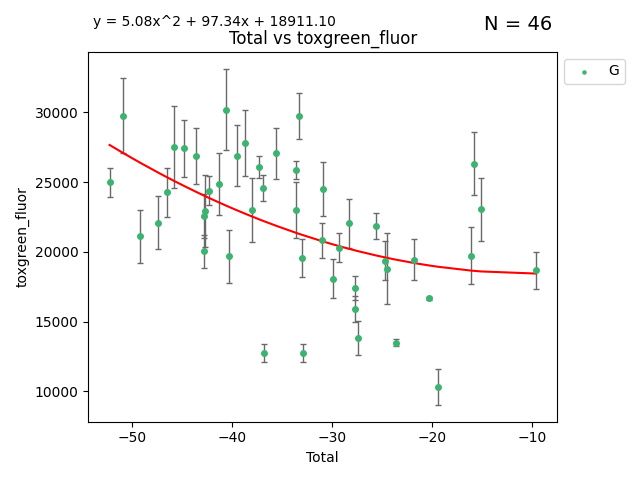 y = 5.08x^2 + 97.34x + 18911.10
N = 46
Total vs toxgreen_fluor
G
30000
25000
20000
15000
10000
toxgreen_fluor
−50
−40
−30
−20
−10
Total